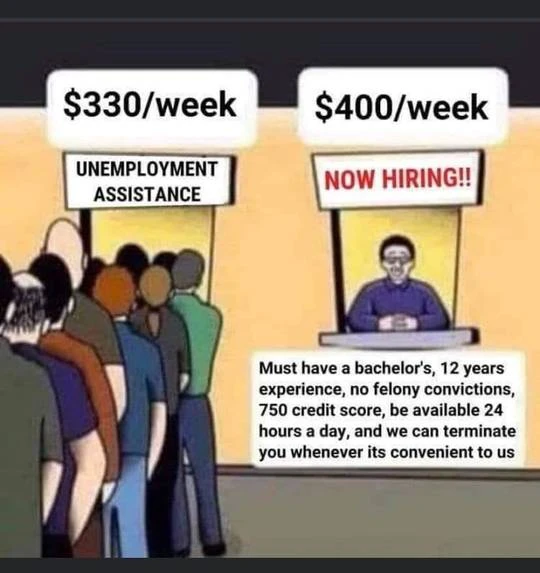 $330/week
$400/week
UNEMPLOYMENT
ASSISTANCE
NOW HIRING!!
Must have a bachelor's, 12 years
experience, no felony convictions,
750 credit score, be available 24
hours a day, and we can terminate
you whenever its convenient to us